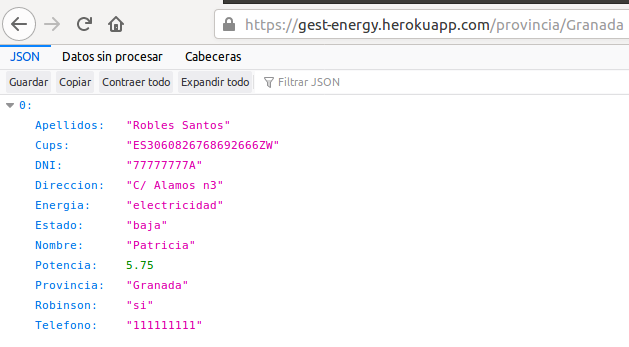 https://gest-energy.herokuapp.com/provincia/Granada
JSON Datos sin procesar Cabeceras
Guardar Copiar Contraer todo Expandir todo Filtrar JSON
0:
Apellidos: "Robles Santos"
Cups: "ES3060826768692666ZW"
DNI: "77777777A"
Direccion: "C/ Alamos n3"
Energia: "electricidad"
Estado: "baja"
Nombre: "Patricia"
Potencia: 5.75
Provincia: "Granada"
Robinson: "si"
Telefono: "111111111"